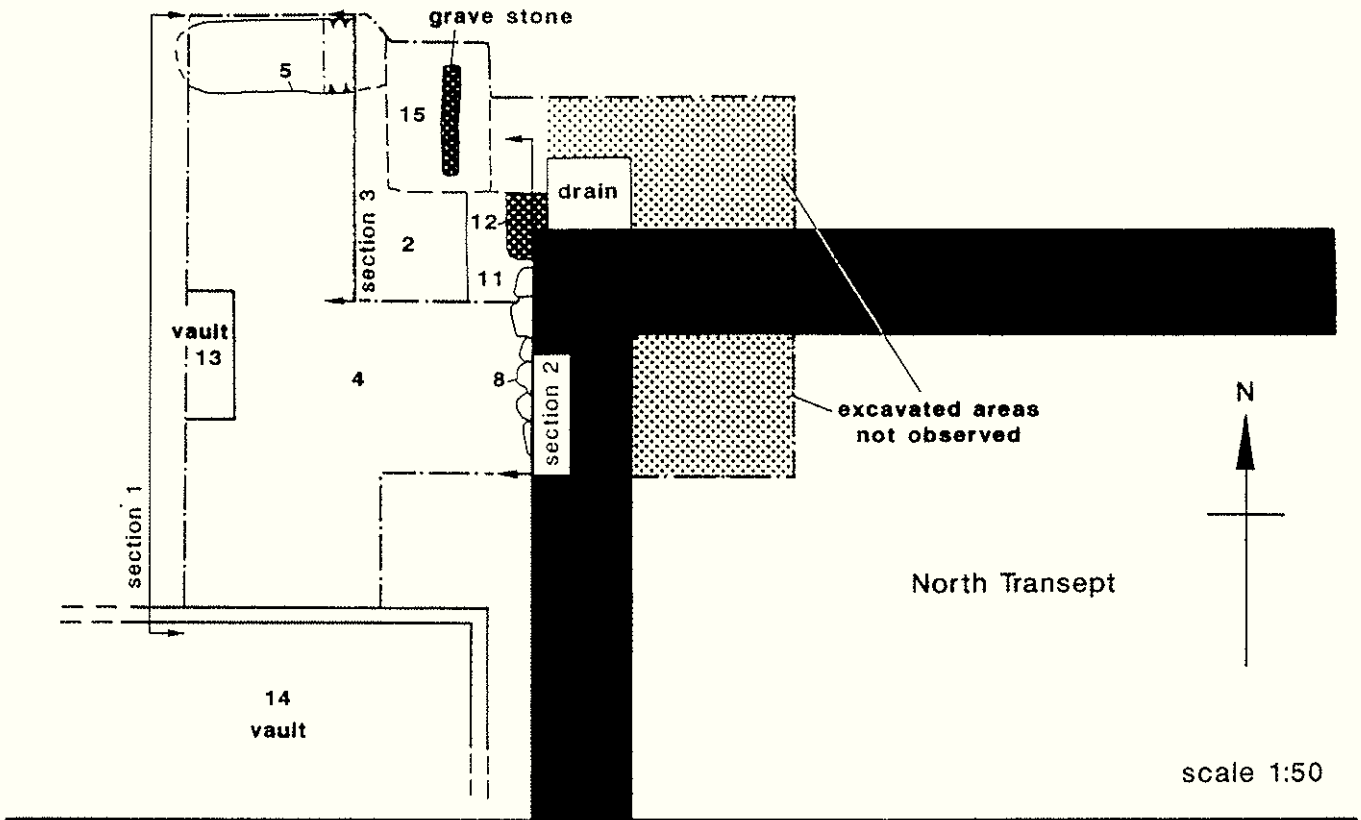 grave stone
5
15
drain
section 3
12
2
11
vault
13
4
8
section 2
excavated areas
not observed
N
section 1
North Transept
14
vault
scale 1:50